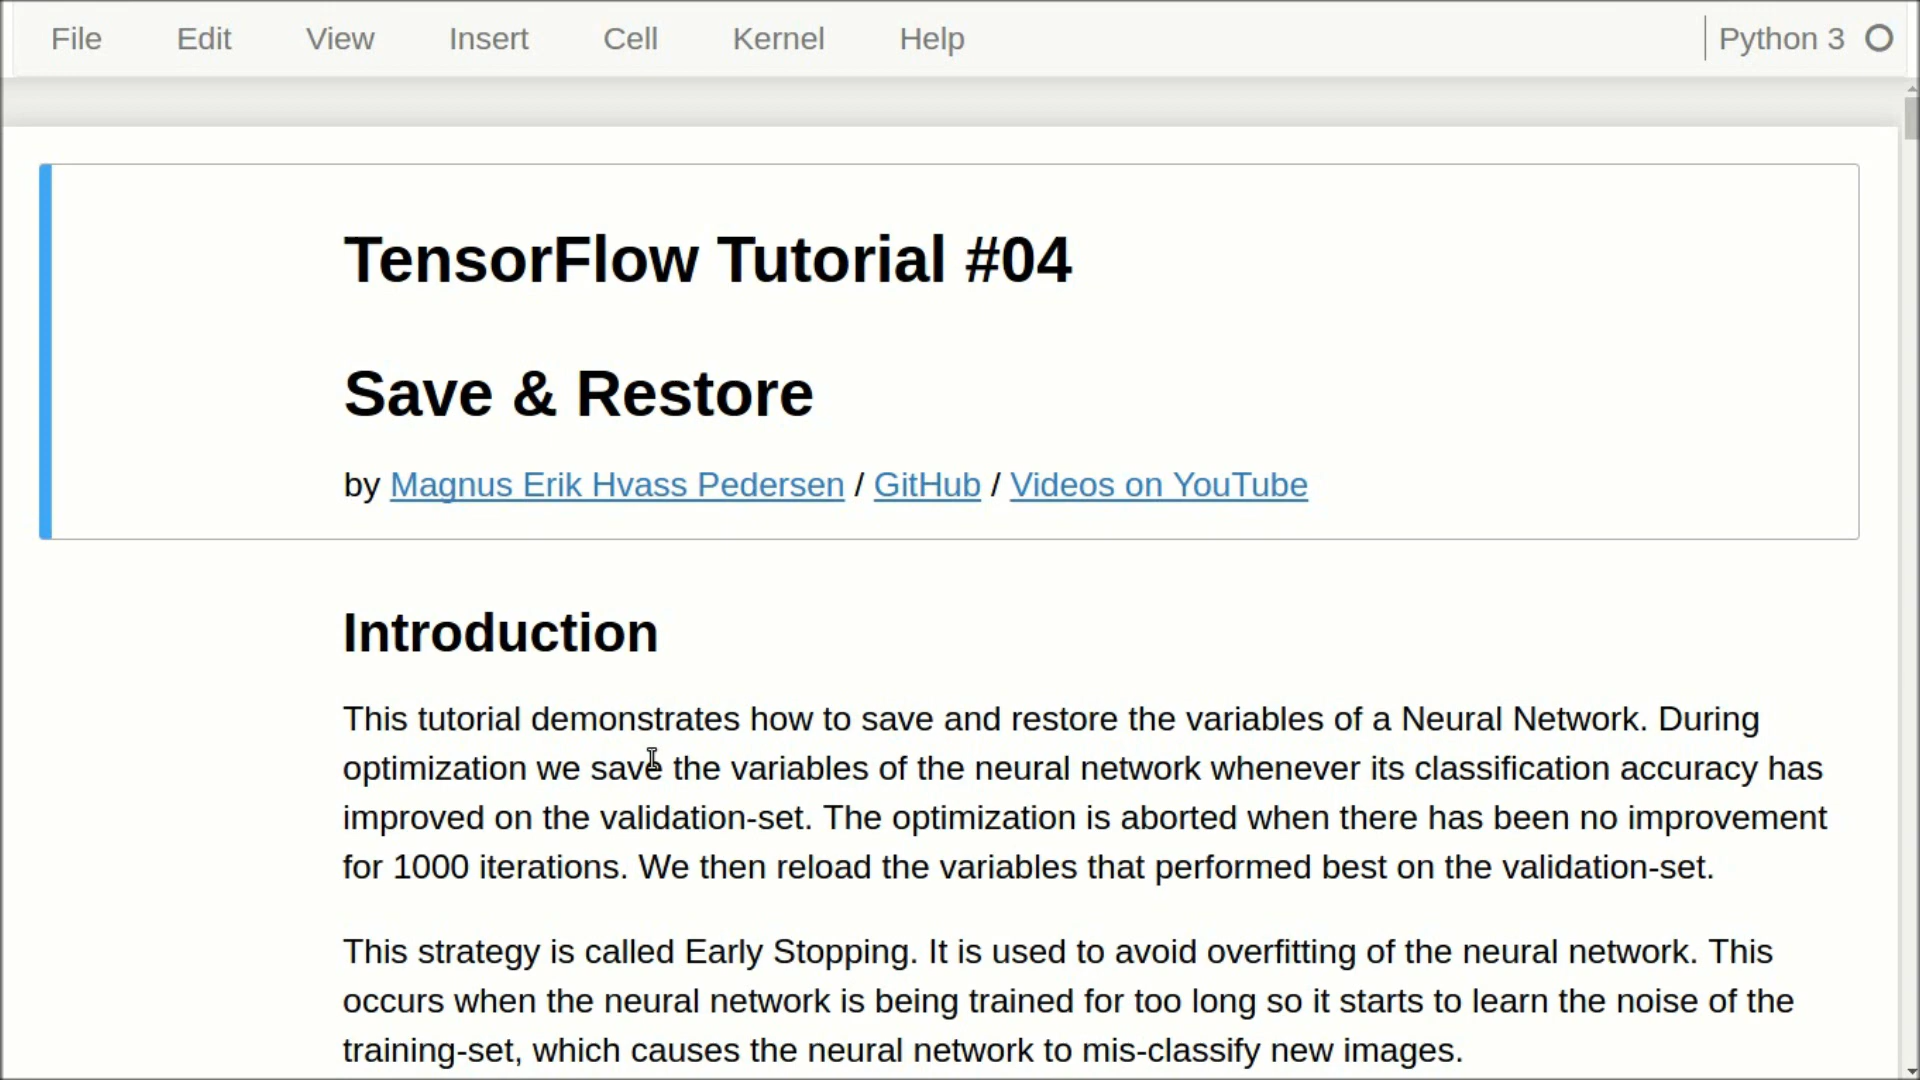 File Edit View Insert Cell Kernel Help Python 3
TensorFlow Tutorial #04
Save & Restore
by Magnus Erik Hvass Pedersen / GitHub / Videos on YouTube
Introduction
This tutorial demonstrates how to save and restore the variables of a Neural Network. During
optimization we save the variables of the neural network whenever its classification accuracy has
improved on the validation-set. The optimization is aborted when there has been no improvement
for 1000 iterations. We then reload the variables that performed best on the validation-set.
This strategy is called Early Stopping. It is used to avoid overfitting of the neural network. This
occurs when the neural network is being trained for too long so it starts to learn the noise of the
training-set, which causes the neural network to mis-classify new images.